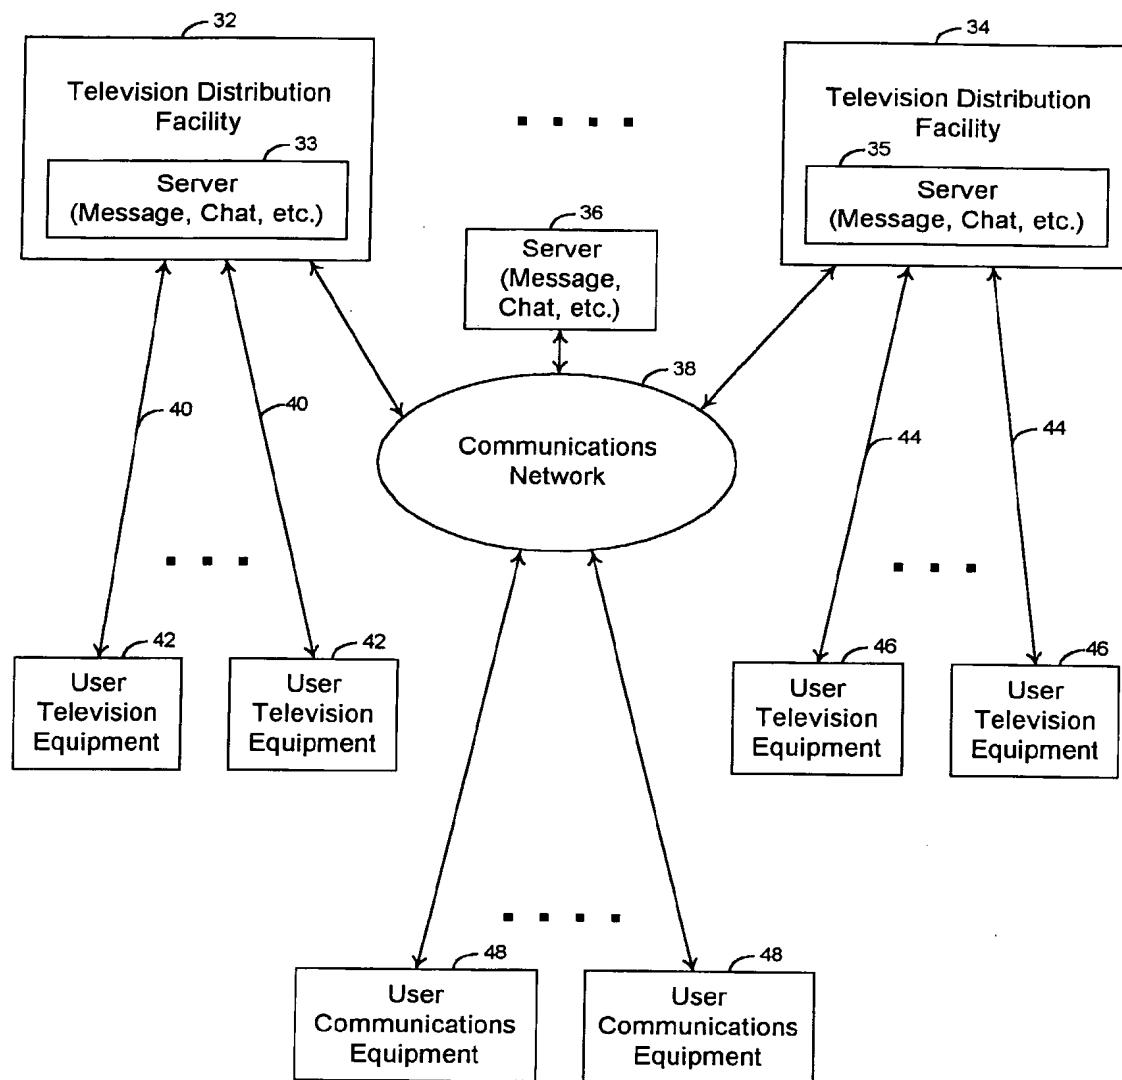 32
Television Distribution
Facility
33
Server
(Message, Chat, etc.)
34
Television Distribution
Facility
35
Server
(Message, Chat, etc.)
36
Server
(Message,
Chat, etc.)
38
Communications
Network
40
40
44
44
42
User
Television
Equipment
42
User
Television
Equipment
46
User
Television
Equipment
46
User
Television
Equipment
48
User
Communications
Equipment
48
User
Communications
Equipment